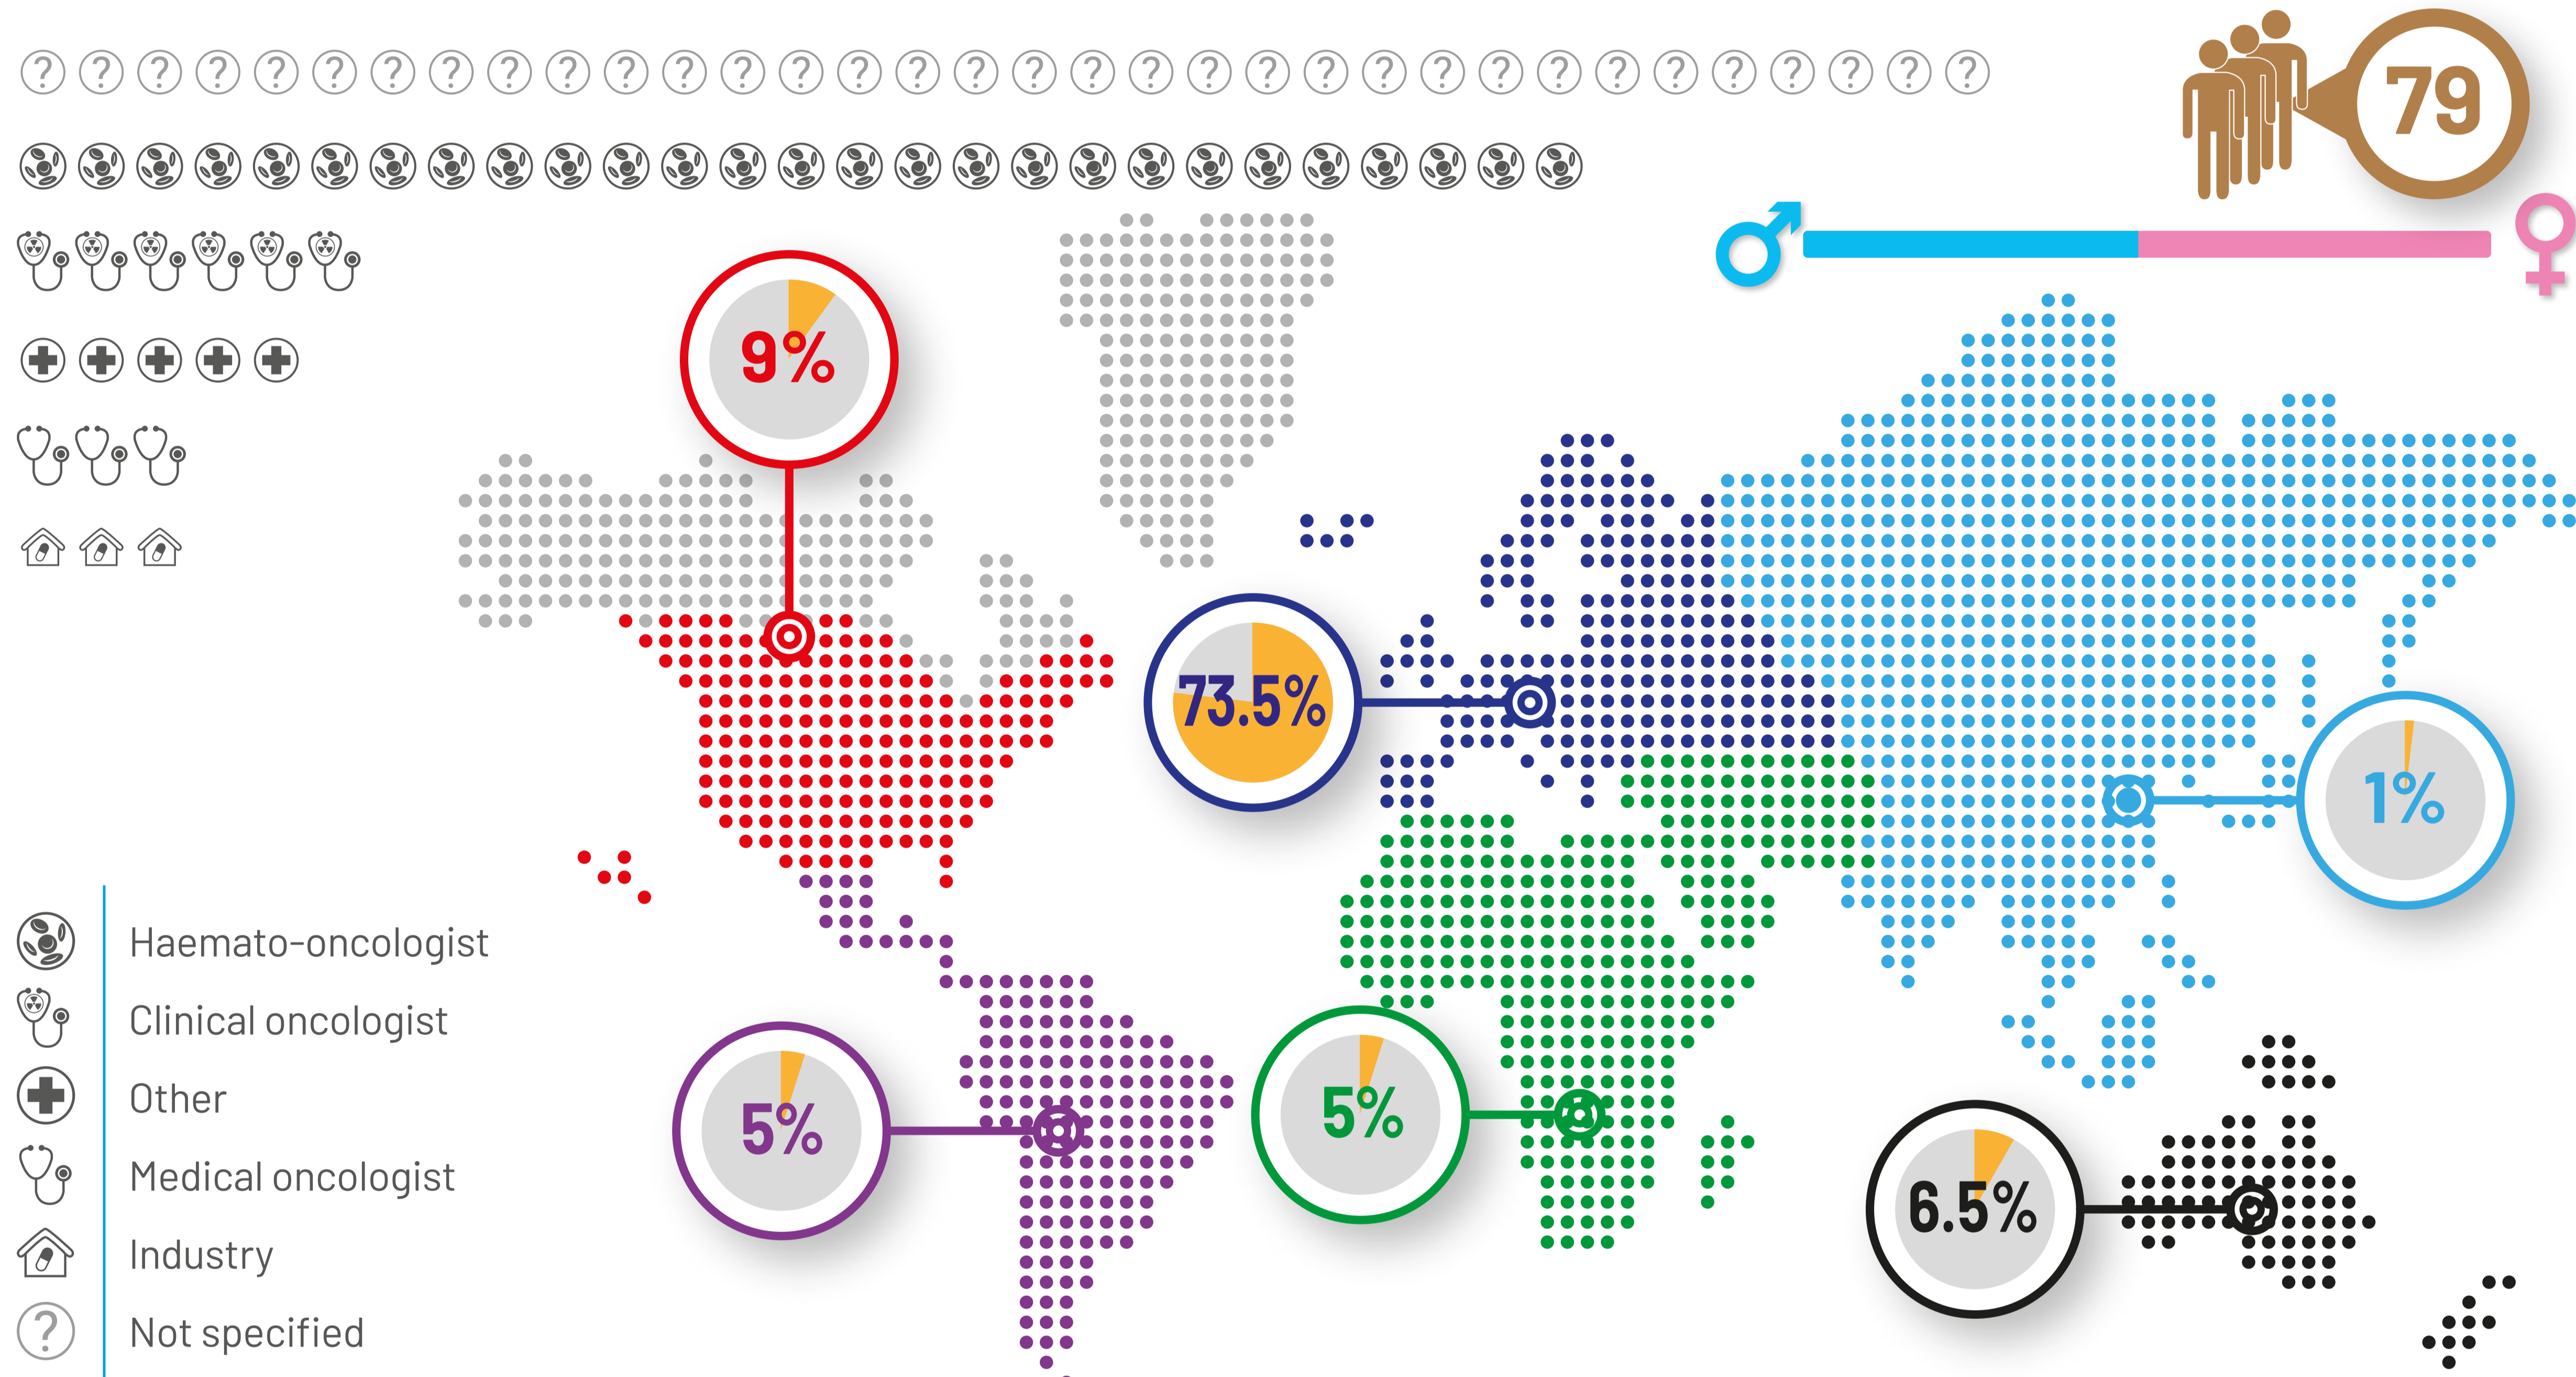 ? ? ? ? ? ? ? ? ? ? ? ? ? ? ? ? ? ? ? ? ? ? ? ? ? ? ? ? ? ? ? ? ? ?
79
9%
73.5%
1%
5%
5%
6.5%
Haemato-oncologist
Clinical oncologist
Other
Medical oncologist
Industry
? Not specified